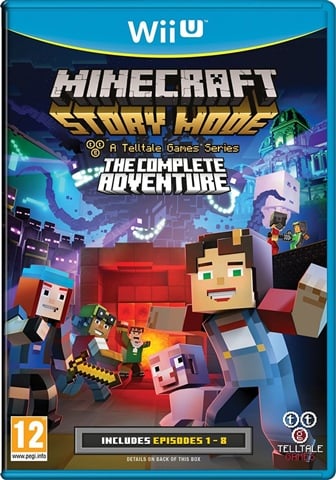 Wii U
MINECRAFT
STORY MODE
A Telltale Games Series
THE COMPLETE
ADVENTURE
12
www.pegi.info
INCLUDES EPISODES 1 - 8
DETAILS ON BACK OF THIS BOX
tt
g
TELLTALE
GAMES